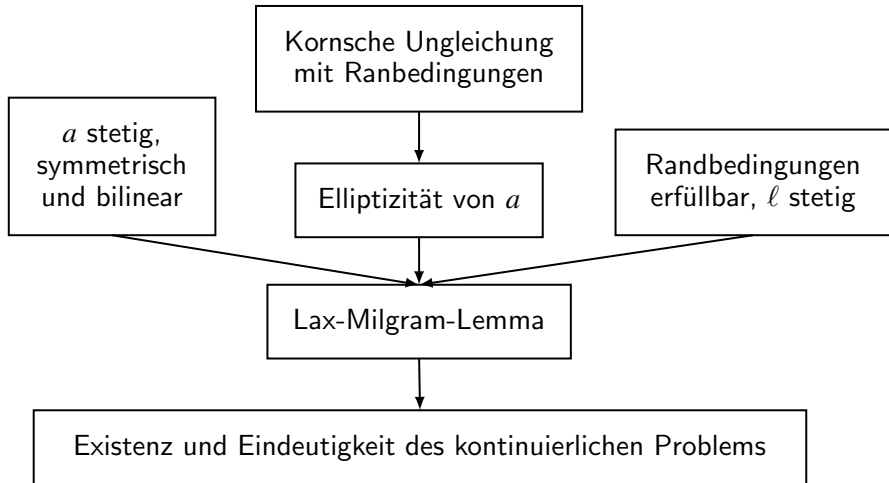 Kornsche Ungleichung
mit Ranbedingungen
a stetig,
symmetrisch
und bilinear
Elliptizität von a
Randbedingungen
erfüllbar, ℓ stetig
Lax-Milgram-Lemma
Existenz und Eindeutigkeit des kontinuierlichen Problems